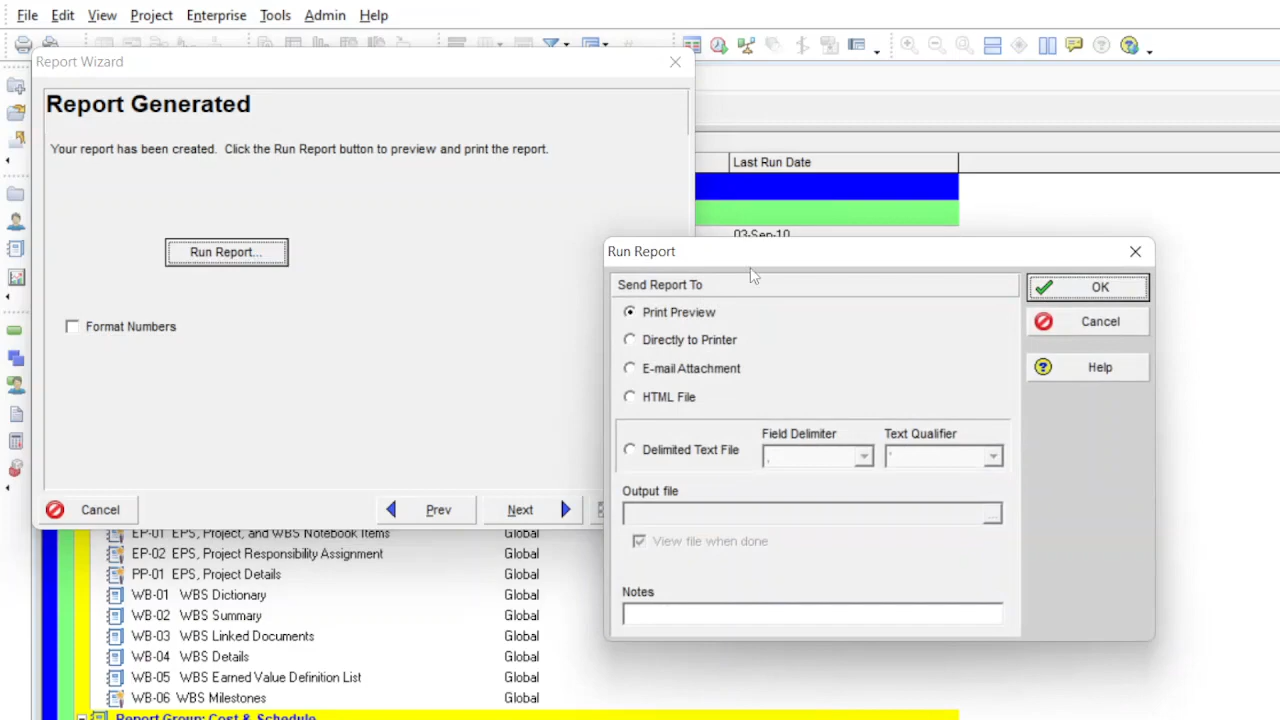 File Edit View Project Enterprise Tools Admin Help
Report Wizard
Report Generated
Your report has been created. Click the Run Report button to preview and print the report.
Run Report...
Format Numbers
Cancel Prev Next
Last Run Date
03-Sep-10
Run Report
Send Report To
Print Preview
Directly to Printer
E-mail Attachment
HTML File
Delimited Text File
Field Delimiter Text Qualifier
Output file
...
View file when done
Notes
OK
Cancel
Help
EP-01 EPS, Project, and WBS Notebook Items Global
EP-02 EPS, Project Responsibility Assignment Global
PP-01 EPS, Project Details Global
WB-01 WBS Dictionary Global
WB-02 WBS Summary Global
WB-03 WBS Linked Documents Global
WB-04 WBS Details Global
WB-05 WBS Earned Value Definition List Global
WB-06 WBS Milestones Global
Report Group: Cost & Schedule